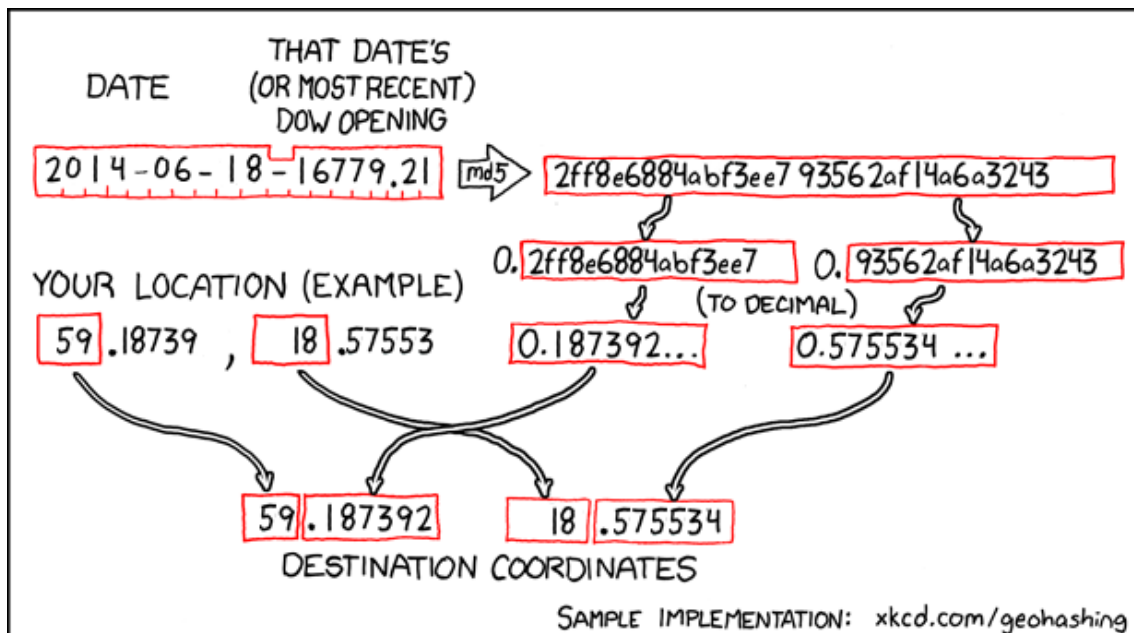 DATE
THAT DATE'S
(OR MOST RECENT)
DOW OPENING
2014-06-18-16779.21
md5
2ff8e6884abf3ee793562af14a6a3243
0.2ff8e6884abf3ee7
0.93562af14a6a3243
YOUR LOCATION (EXAMPLE)
(TO DECIMAL)
59.18739, 18.57553
0.187392...
0.575534...
59.187392
18.575534
DESTINATION COORDINATES
SAMPLE IMPLEMENTATION: xkcd.com/geohashing